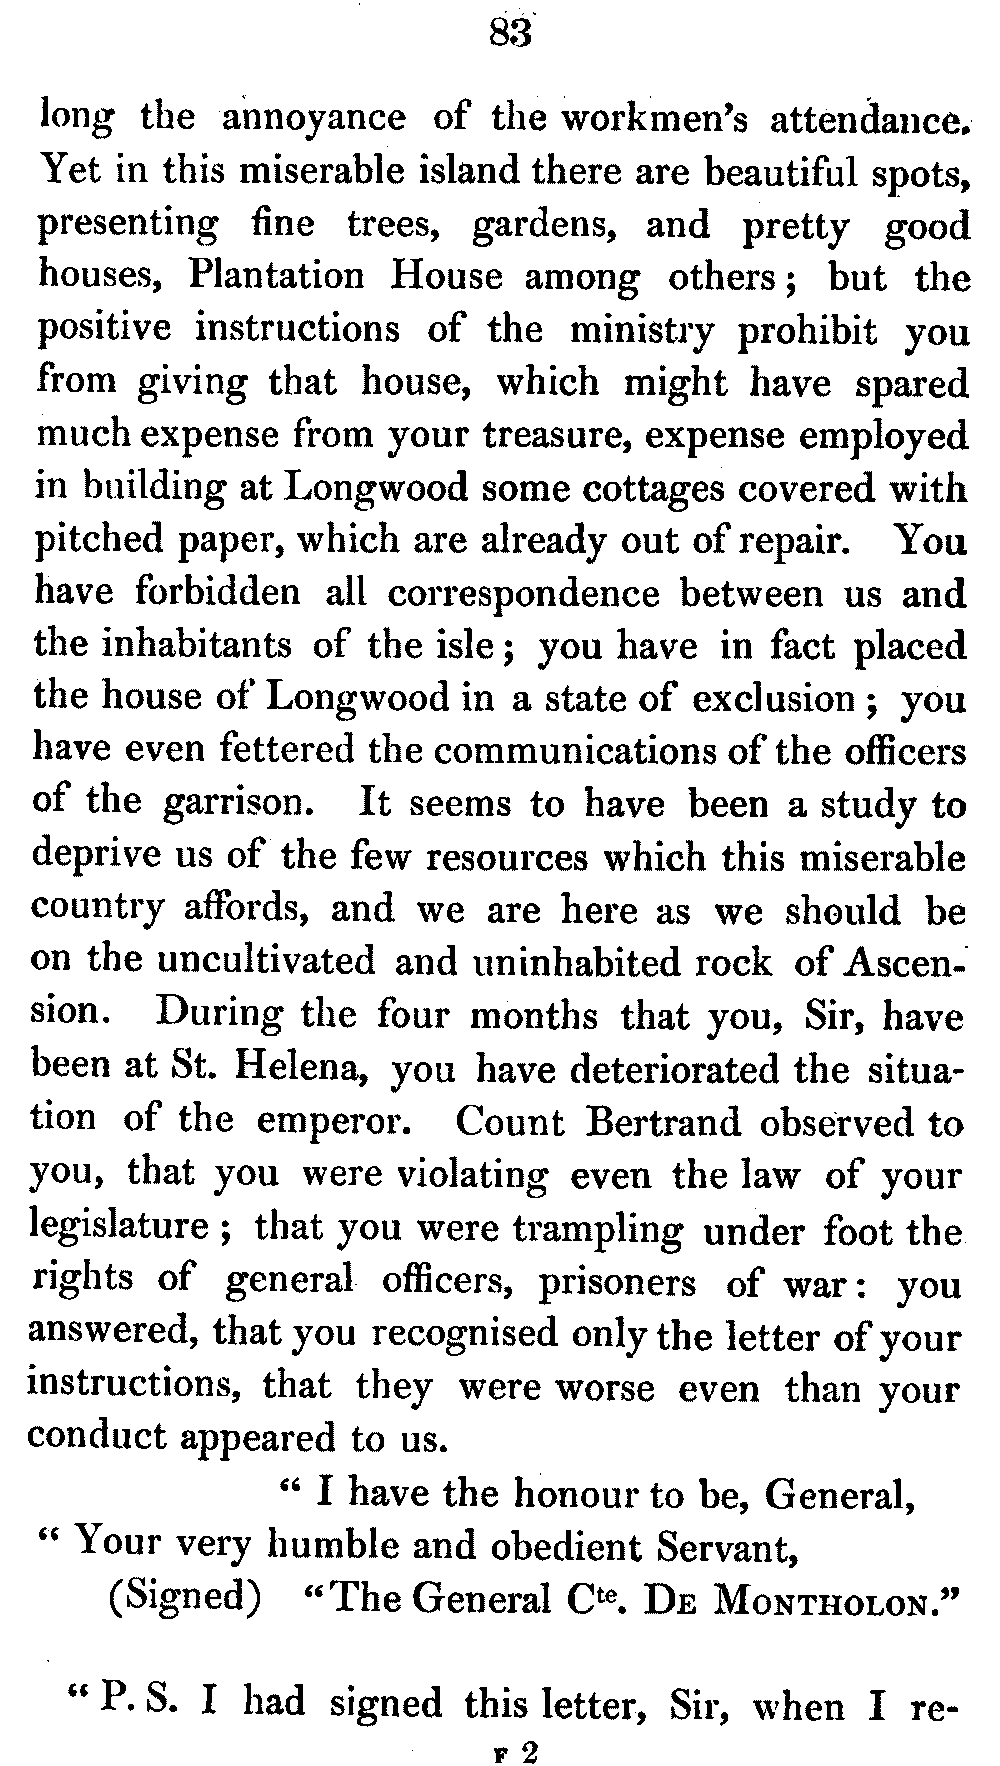 83
long the annoyance of the workmen's attendance.
Yet in this miserable island there are beautiful spots,
presenting fine trees, gardens, and pretty good
houses, Plantation House among others; but the
positive instructions of the ministry prohibit you
from giving that house, which might have spared
much expense from your treasure, expense employed
in building at Longwood some cottages covered with
pitched paper, which are already out of repair. You
have forbidden all correspondence between us and
the inhabitants of the isle; you have in fact placed
the house of Longwood in a state of exclusion; you
have even fettered the communications of the officers
of the garrison. It seems to have been a study to
deprive us of the few resources which this miserable
country affords, and we are here as we should be
on the uncultivated and uninhabited rock of Ascen-
sion. During the four months that you, Sir, have
been at St. Helena, you have deteriorated the situa-
tion of the emperor. Count Bertrand observed to
you, that you were violating even the law of your
legislature; that you were trampling under foot the
rights of general officers, prisoners of war: you
answered, that you recognised only the letter of your
instructions, that they were worse even than your
conduct appeared to us.
“ I have the honour to be, General,
“ Your very humble and obedient Servant,
(Signed) “The General Cte. DE MONTHOLON.”
“ P. S. I had signed this letter, Sir, when I re-
F 2